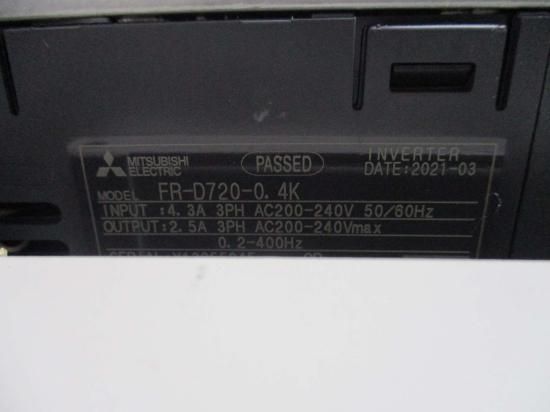 MITSUBISHI
ELECTRIC
PASSED
INVERTER
DATE:2021-03
MODEL FR-D720-0.4K
INPUT :4.3A 3PH AC200-240V 50/60Hz
OUTPUT:2.5A 3PH AC200-240Vmax
0.2-400Hz